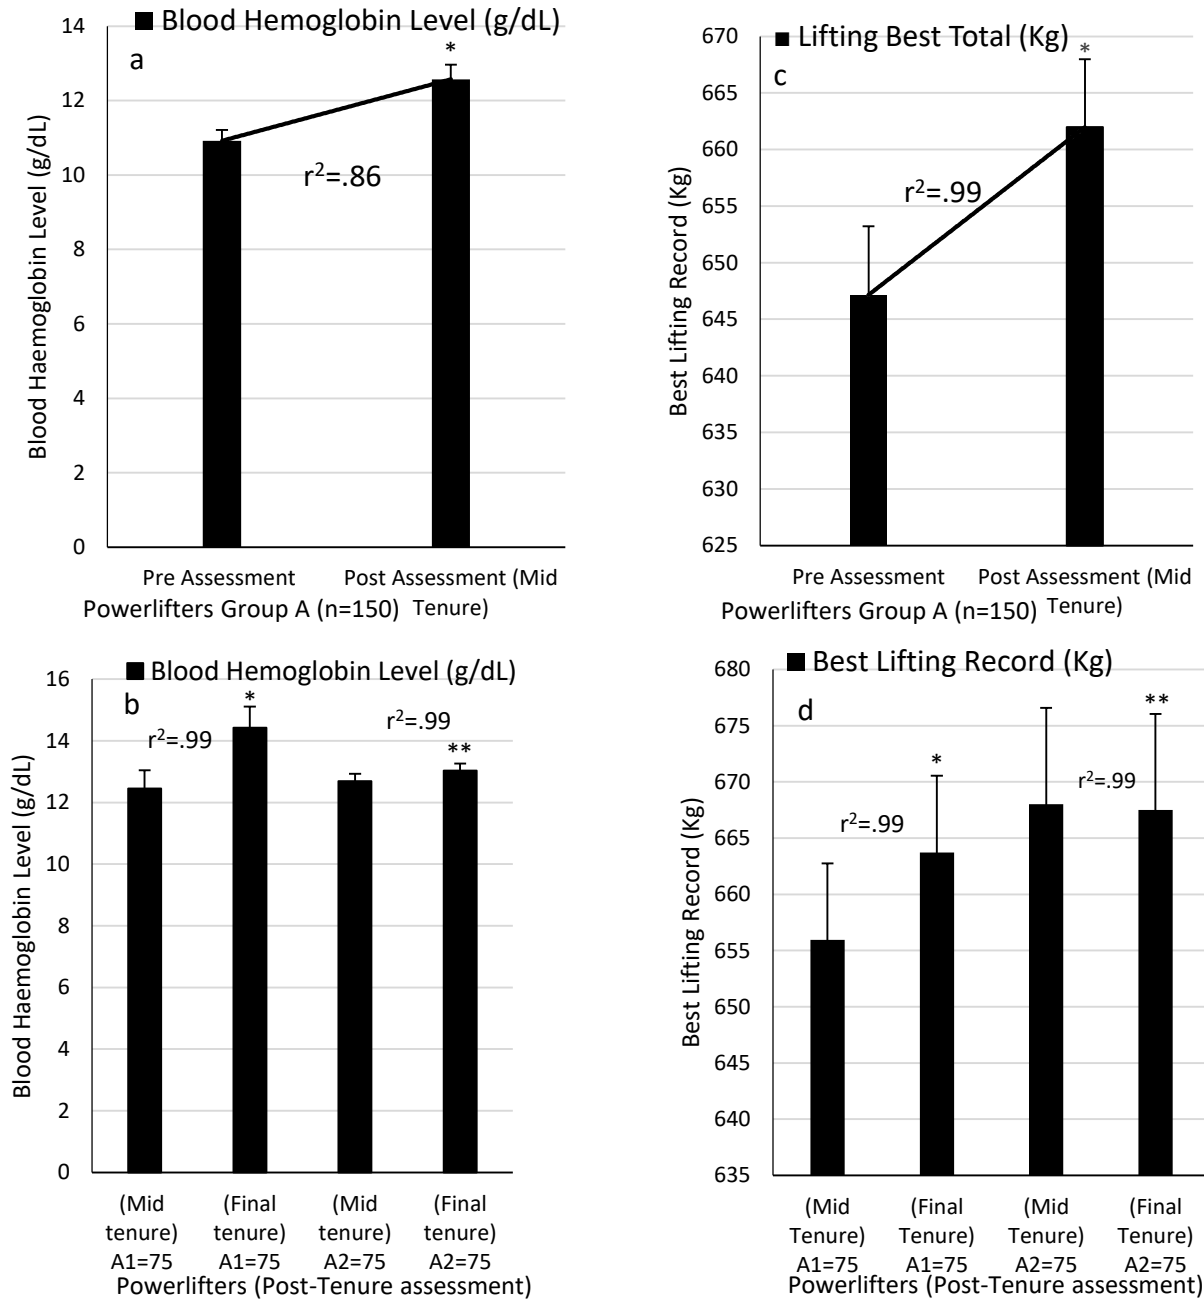 ■ Blood Hemoglobin Level (g/dL)
a
Blood Haemoglobin Level (g/dL)
14
12
10
8
6
4
2
0
*
r²=.86
Pre Assessment
Post Assessment (Mid
Tenure)
Powerlifters Group A (n=150)
■ Lifting Best Total (Kg)
c
Best Lifting Record (Kg)
670
665
660
655
650
645
640
635
630
625
*
r²=.99
Pre Assessment
Post Assessment (Mid
Tenure)
Powerlifters Group A (n=150)
■ Blood Hemoglobin Level (g/dL)
b
Blood Haemoglobin Level (g/dL)
16
14
12
10
8
6
4
2
0
r²=.99
*
r²=.99
**
(Mid
tenure)
A1=75
(Final
tenure)
A1=75
(Mid
tenure)
A2=75
(Final
tenure)
A2=75
Powerlifters (Post-Tenure assessment)
■ Best Lifting Record (Kg)
d
Best Lifting Record (Kg)
680
675
670
665
660
655
650
645
640
635
r²=.99
*
r²=.99
**
(Mid
Tenure)
A1=75
(Final
Tenure)
A1=75
(Mid
Tenure)
A2=75
(Final
Tenure)
A2=75
Powerlifters (Post-Tenure assessment)